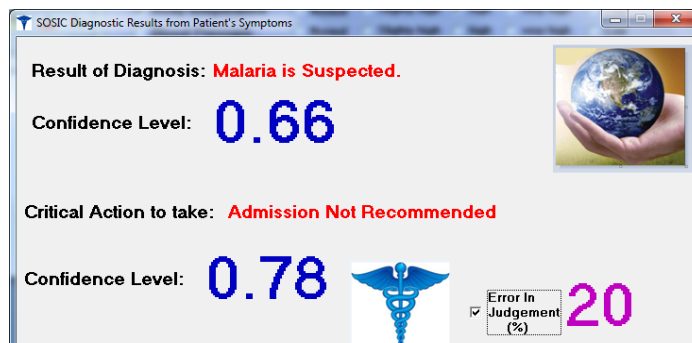 SOSIC Diagnostic Results from Patient's Symptoms
Result of Diagnosis: Malaria is Suspected.
Confidence Level: 0.66
Critical Action to take: Admission Not Recommended
Confidence Level: 0.78
Error In
Judgement
(%)
20